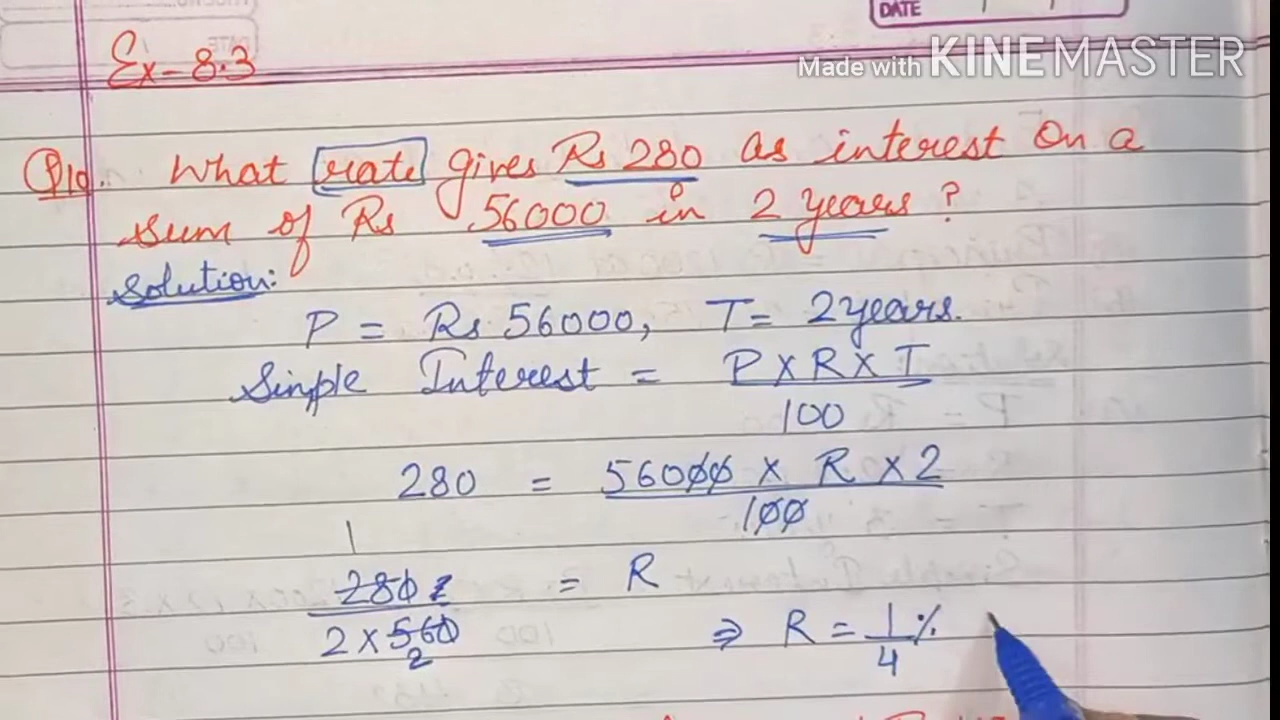 DATE
Made with KINEMASTER
Ex-8.3
Q10. What rate gives Rs 280 as interest on a
sum of Rs 56000 in 2 years?
Solution:
P = Rs 56000, T = 2 years.
Simple Interest = P X R X T
100
280 = 56000 x R x 2
100
1
280 = R
2 x 560
2
⇒ R = 1/4 %